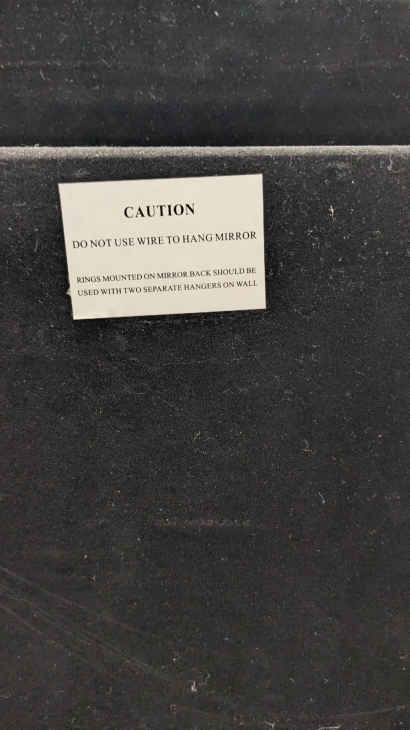 CAUTION
DO NOT USE WIRE TO HANG MIRROR
RINGS MOUNTED ON MIRROR BACK SHOULD BE
USED WITH TWO SEPARATE HANGERS ON WALL